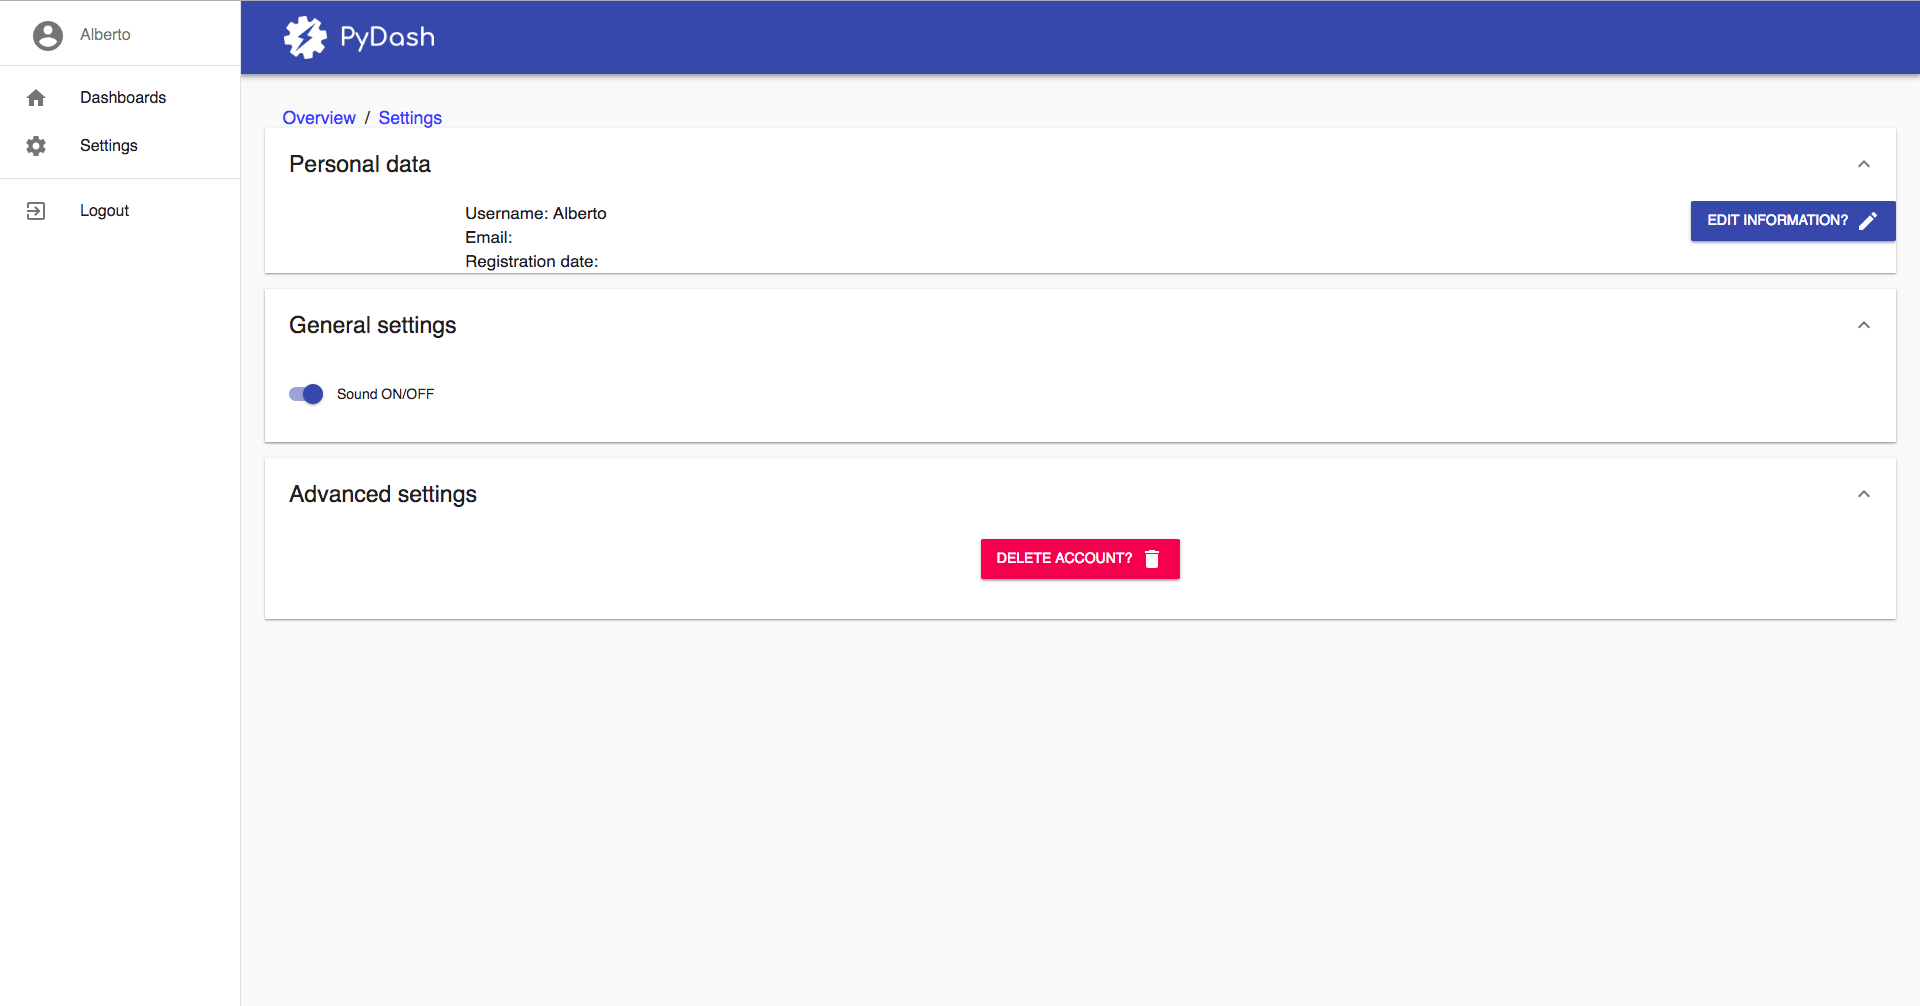 Alberto
PyDash
Dashboards
Settings
Logout
Overview / Settings
Personal data
Username: Alberto
Email:
Registration date:
EDIT INFORMATION?
General settings
Sound ON/OFF
Advanced settings
DELETE ACCOUNT?